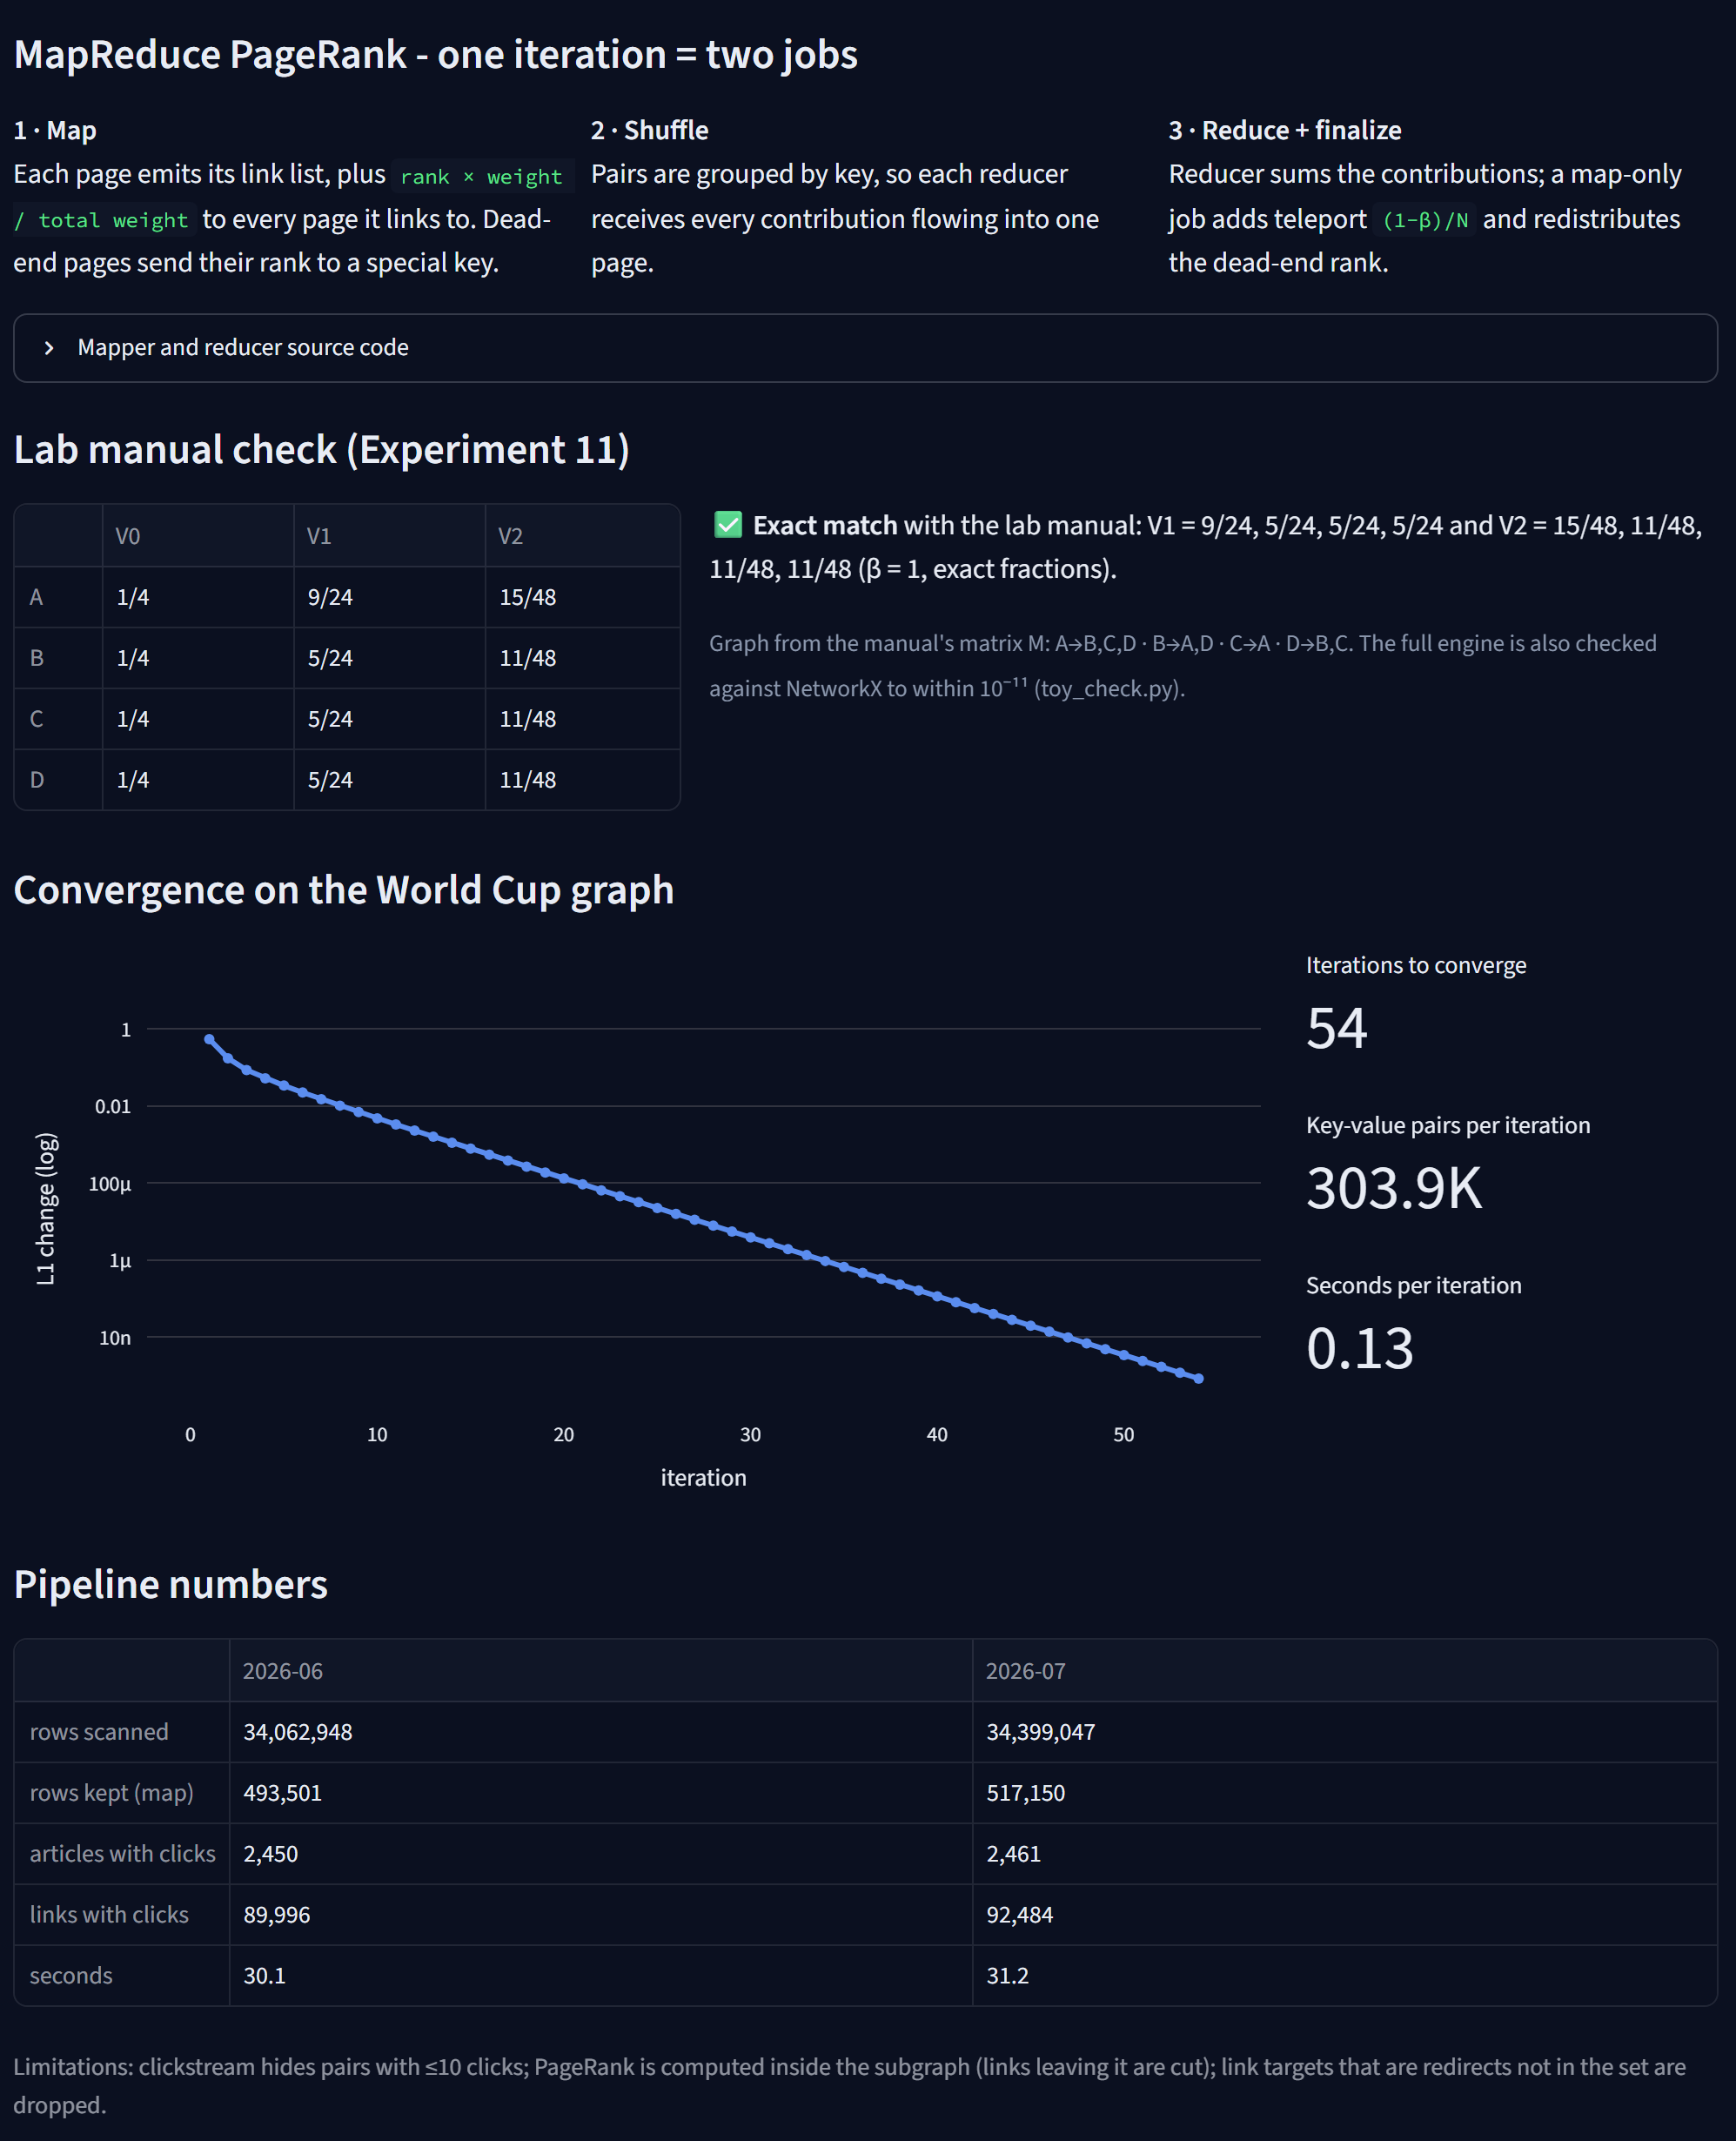 MapReduce PageRank - one iteration = two jobs
1 · Map
Each page emits its link list, plus rank × weight
/ total weight to every page it links to. Dead-
end pages send their rank to a special key.
2 · Shuffle
Pairs are grouped by key, so each reducer
receives every contribution flowing into one
page.
3 · Reduce + finalize
Reducer sums the contributions; a map-only
job adds teleport (1−β)/N and redistributes
the dead-end rank.
Mapper and reducer source code
Lab manual check (Experiment 11)
V0 V1 V2
A 1/4 9/24 15/48
B 1/4 5/24 11/48
C 1/4 5/24 11/48
D 1/4 5/24 11/48
✅ Exact match with the lab manual: V1 = 9/24, 5/24, 5/24, 5/24 and V2 = 15/48, 11/48,
11/48, 11/48 (β = 1, exact fractions).
Graph from the manual's matrix M: A→B,C,D · B→A,D · C→A · D→B,C. The full engine is also checked
against NetworkX to within 10⁻¹¹ (toy_check.py).
Convergence on the World Cup graph
L1 change (log)
1
0.01
100μ
1μ
10n
0 10 20 30 40 50
iteration
Iterations to converge
54
Key-value pairs per iteration
303.9K
Seconds per iteration
0.13
Pipeline numbers
2026-06 2026-07
rows scanned 34,062,948 34,399,047
rows kept (map) 493,501 517,150
articles with clicks 2,450 2,461
links with clicks 89,996 92,484
seconds 30.1 31.2
Limitations: clickstream hides pairs with ≤10 clicks; PageRank is computed inside the subgraph (links leaving it are cut); link targets that are redirects not in the set are
dropped.